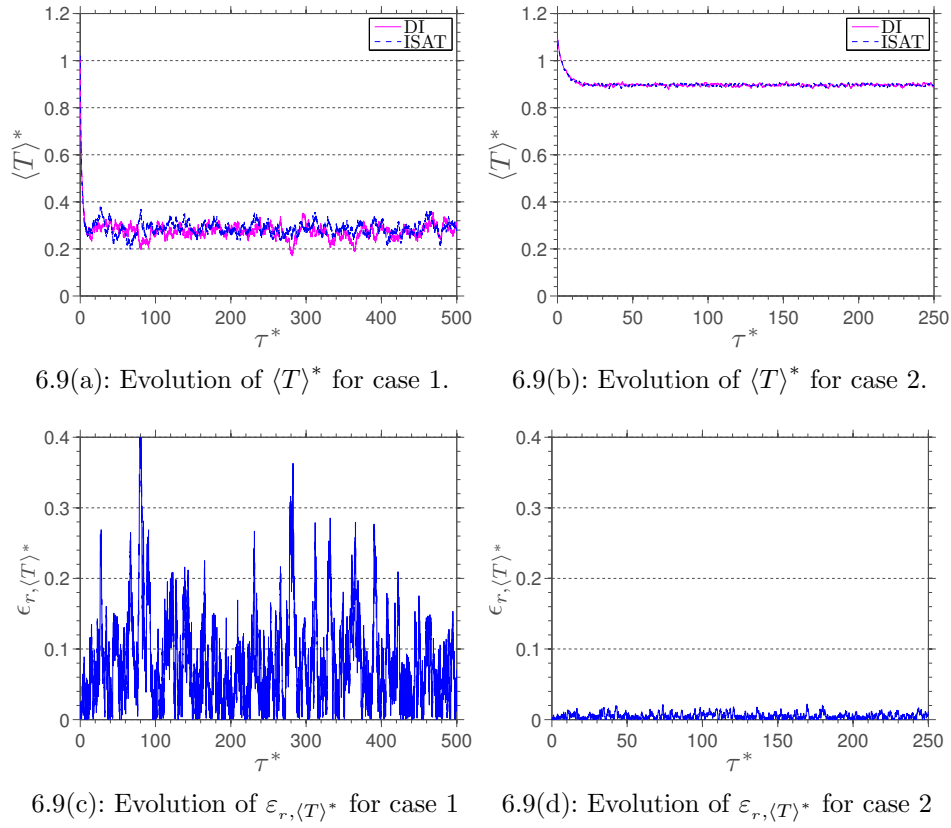 1.2
1
0.8
0.6
0.4
0.2
0
⟨T⟩*
DI
ISAT
0 100 200 300 400 500
τ*
6.9(a): Evolution of ⟨T⟩* for case 1.
1.2
1
0.8
0.6
0.4
0.2
0
⟨T⟩*
DI
ISAT
0 50 100 150 200 250
τ*
6.9(b): Evolution of ⟨T⟩* for case 2.
0.4
0.3
0.2
0.1
0
ϵr,⟨T⟩*
0 100 200 300 400 500
τ*
6.9(c): Evolution of εr,⟨T⟩* for case 1
0.4
0.3
0.2
0.1
0
ϵr,⟨T⟩*
0 50 100 150 200 250
τ*
6.9(d): Evolution of εr,⟨T⟩* for case 2